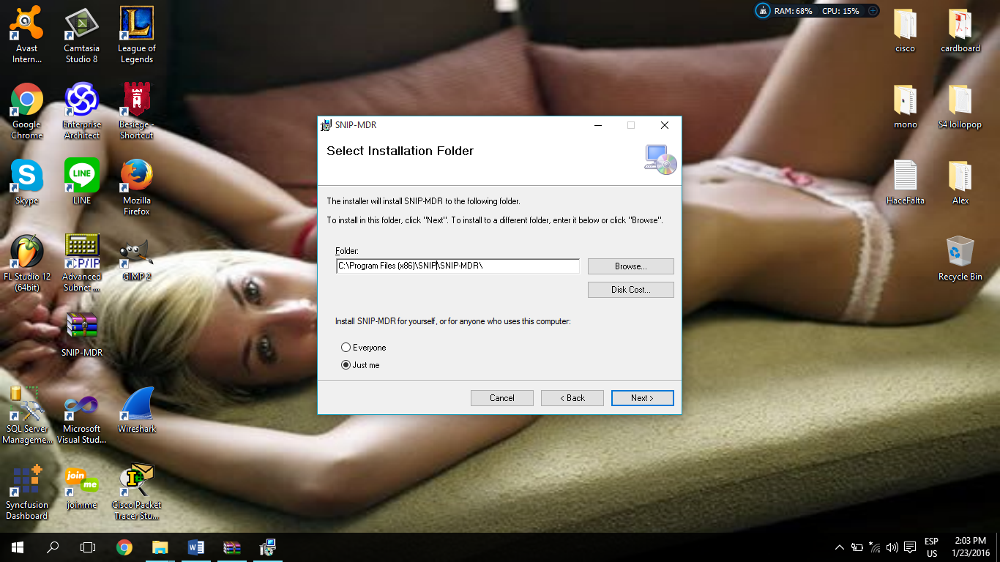 Avast
Intern...
Camtasia
Studio 8
League of
Legends
RAM: 68%
CPU: 15%
cisco
cardboard
Google
Chrome
Enterprise
Architect
Besiege -
Shortcut
mono
S4 lollopop
Skype
LINE
Mozilla
Firefox
HaceFalta
Alex
FL Studio 12
(64bit)
TCP/IP
Advanced
Subnet ...
GIMP 2
Recycle Bin
SNIP-MDR
SQL Server
Manageme...
Microsoft
Visual Stud...
Wireshark
join
me
Syncfusion
Dashboard
join.me
Cisco Packet
Tracer Stu...
SNIP-MDR
Select Installation Folder
The installer will install SNIP-MDR to the following folder.
To install in this folder, click "Next". To install to a different folder, enter it below or click "Browse".
Folder:
C:\Program Files (x86)\SNIP\SNIP-MDR\
Browse...
Disk Cost...
Install SNIP-MDR for yourself, or for anyone who uses this computer:
Everyone
Just me
Cancel
< Back
Next >
ESP
US
2:03 PM
1/23/2016